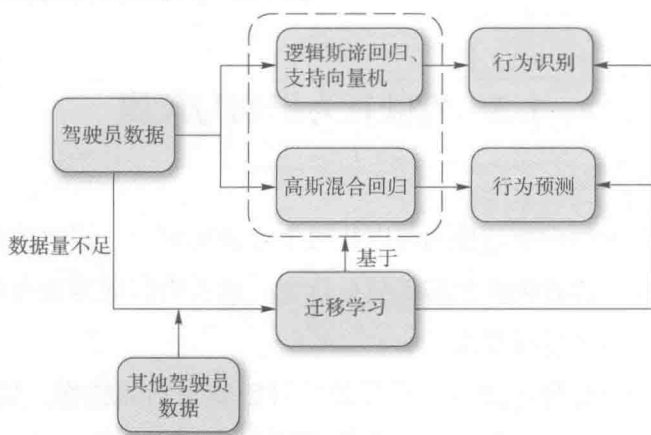 逻辑斯谛回归、
支持向量机
行为识别
驾驶员数据
高斯混合回归
行为预测
数据量不足
基于
迁移学习
其他驾驶员
数据